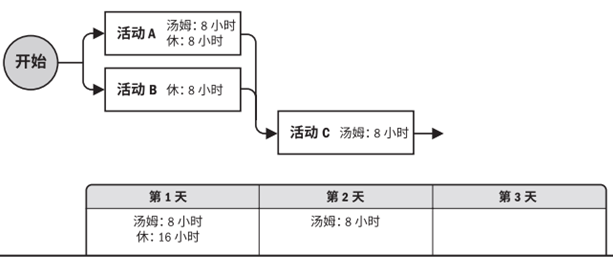 开始
活动 A
汤姆：8 小时
休：8 小时
活动 B
休：8 小时
活动 C
汤姆：8 小时
第 1 天
第 2 天
第 3 天
汤姆：8 小时
休：16 小时
汤姆：8 小时